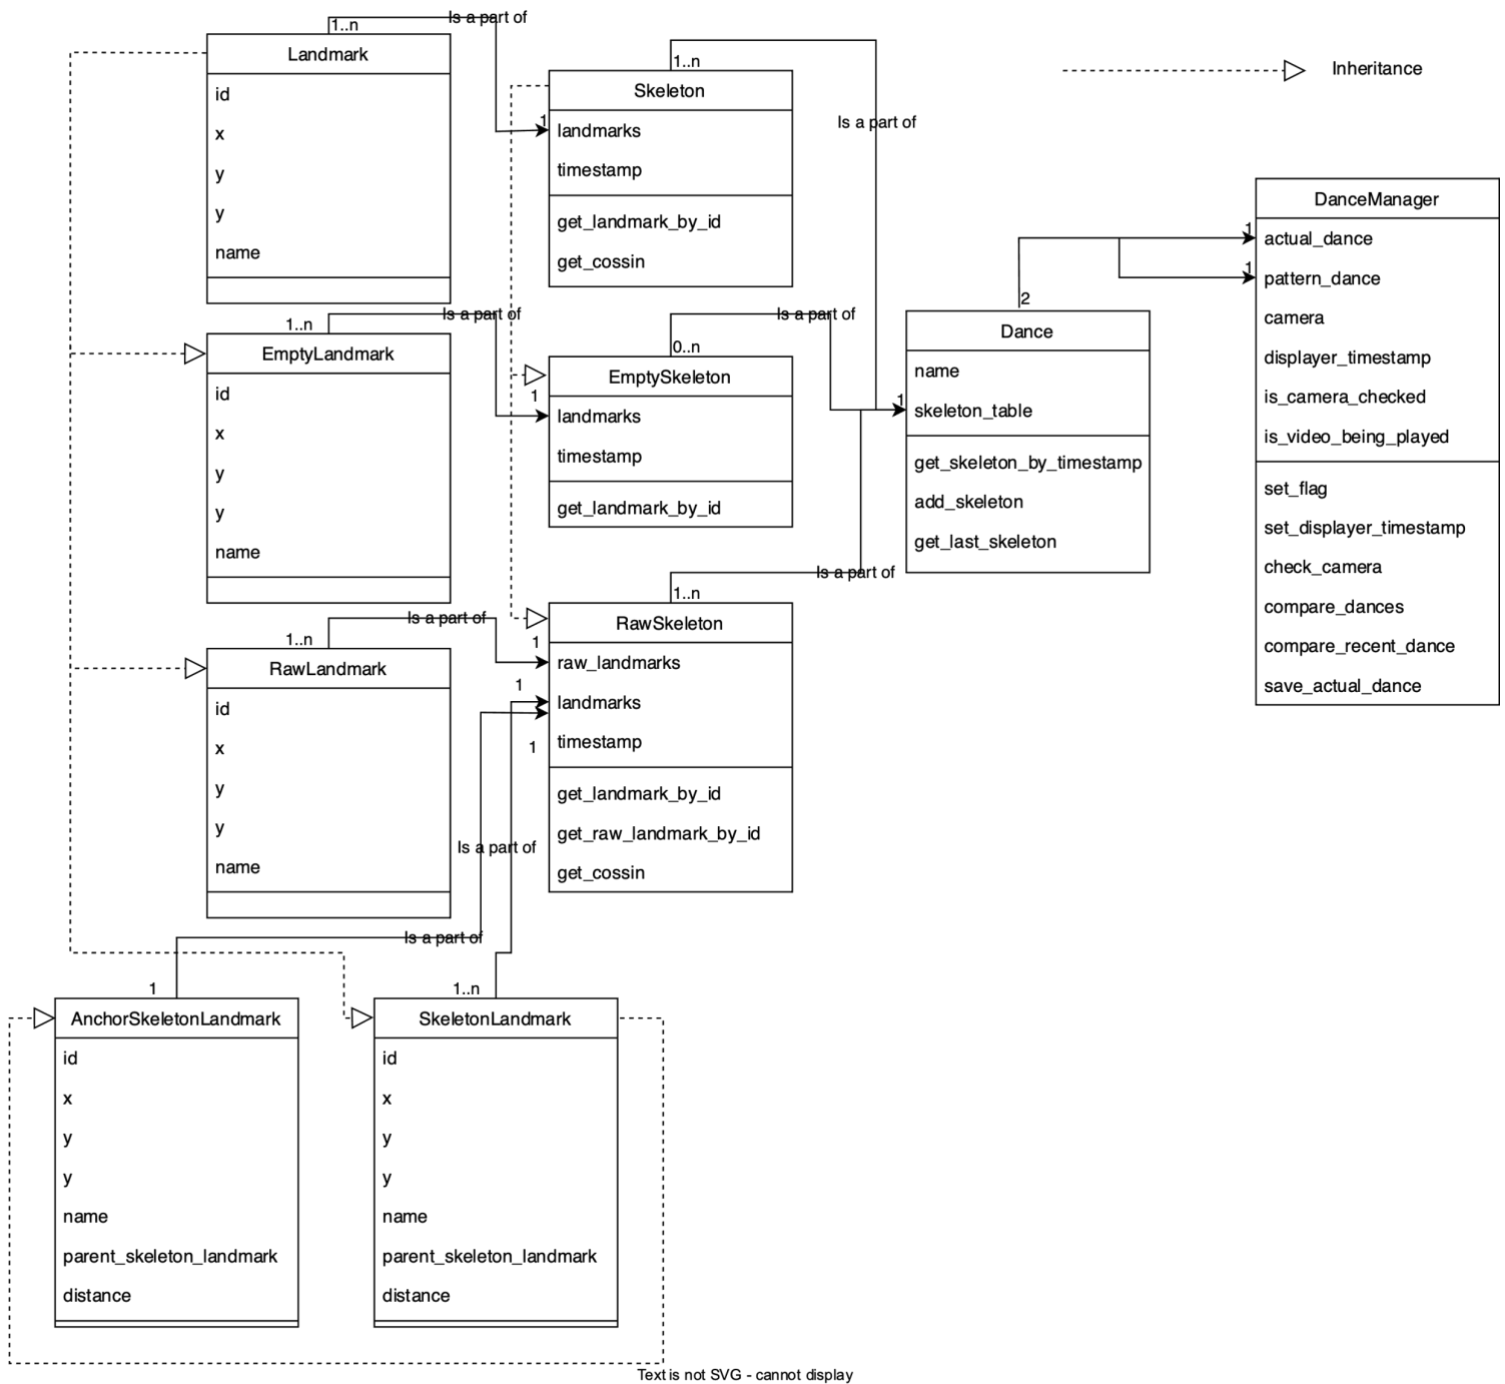 Is a part of
1..n
Landmark
id
x
y
y
name
Is a part of
1..n
EmptyLandmark
id
x
y
y
name
Is a part of
1..n
RawLandmark
id
x
y
y
name
Is a part of
1
AnchorSkeletonLandmark
id
x
y
y
name
parent_skeleton_landmark
distance
Is a part of
1..n
SkeletonLandmark
id
x
y
y
name
parent_skeleton_landmark
distance
1..n
Skeleton
1
landmarks
timestamp
get_landmark_by_id
get_cossin
Is a part of
Is a part of
0..n
EmptySkeleton
1
landmarks
timestamp
get_landmark_by_id
Is a part of
1..n
RawSkeleton
1
raw_landmarks
1
landmarks
timestamp
1
get_landmark_by_id
get_raw_landmark_by_id
get_cossin
2
Dance
name
1
skeleton_table
get_skeleton_by_timestamp
add_skeleton
get_last_skeleton
Inheritance
DanceManager
1
actual_dance
1
pattern_dance
camera
displayer_timestamp
is_camera_checked
is_video_being_played
set_flag
set_displayer_timestamp
check_camera
compare_dances
compare_recent_dance
save_actual_dance
Text is not SVG - cannot display